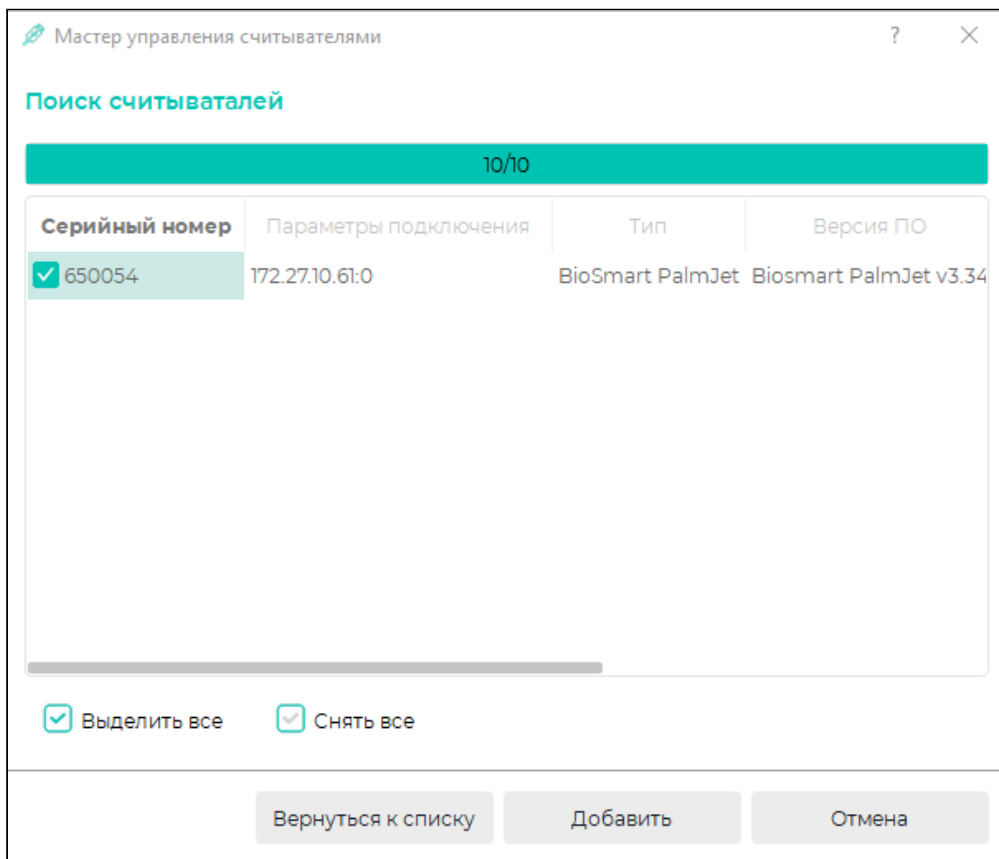 Мастер управления считывателями ?
Поиск считываталей
10/10
Серийный номер Параметры подключения Тип Версия ПО
650054 172.27.10.61:0 BioSmart PalmJet Biosmart PalmJet v3.34
Выделить все Снять все
Вернуться к списку Добавить Отмена